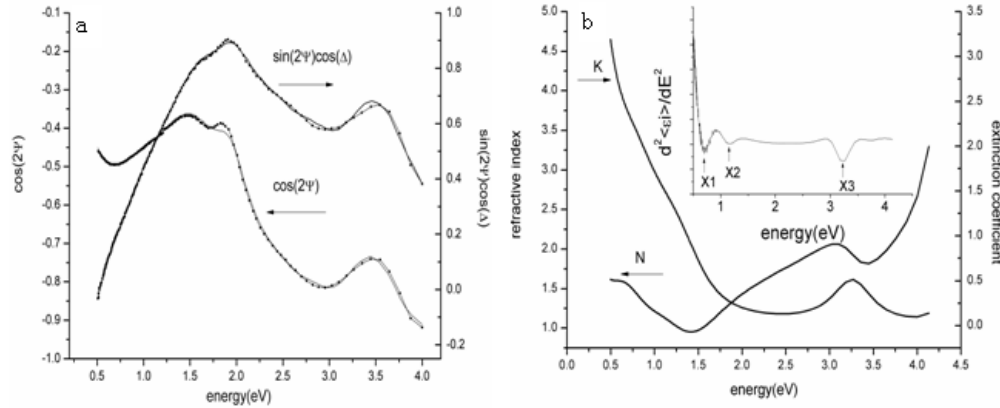 a
cos(2Ψ)
-0.1
-0.2
-0.3
-0.4
-0.5
-0.6
-0.7
-0.8
-0.9
-1.0
sin(2Ψ)cos(Δ)
cos(2Ψ)
1.0
0.8
0.6
0.4
0.2
0.0
-0.2
sin(2Ψ)cos(Δ)
0.5 1.0 1.5 2.0 2.5 3.0 3.5 4.0
energy(eV)
b
refractive index
5.0
4.5
4.0
3.5
3.0
2.5
2.0
1.5
1.0
K
N
d²<εi>/dE²
X1
X2
X3
1 2 3 4
energy(eV)
3.5
3.0
2.5
2.0
1.5
1.0
0.5
0.0
extinction coefficient
0.0 0.5 1.0 1.5 2.0 2.5 3.0 3.5 4.0 4.5
energy(eV)